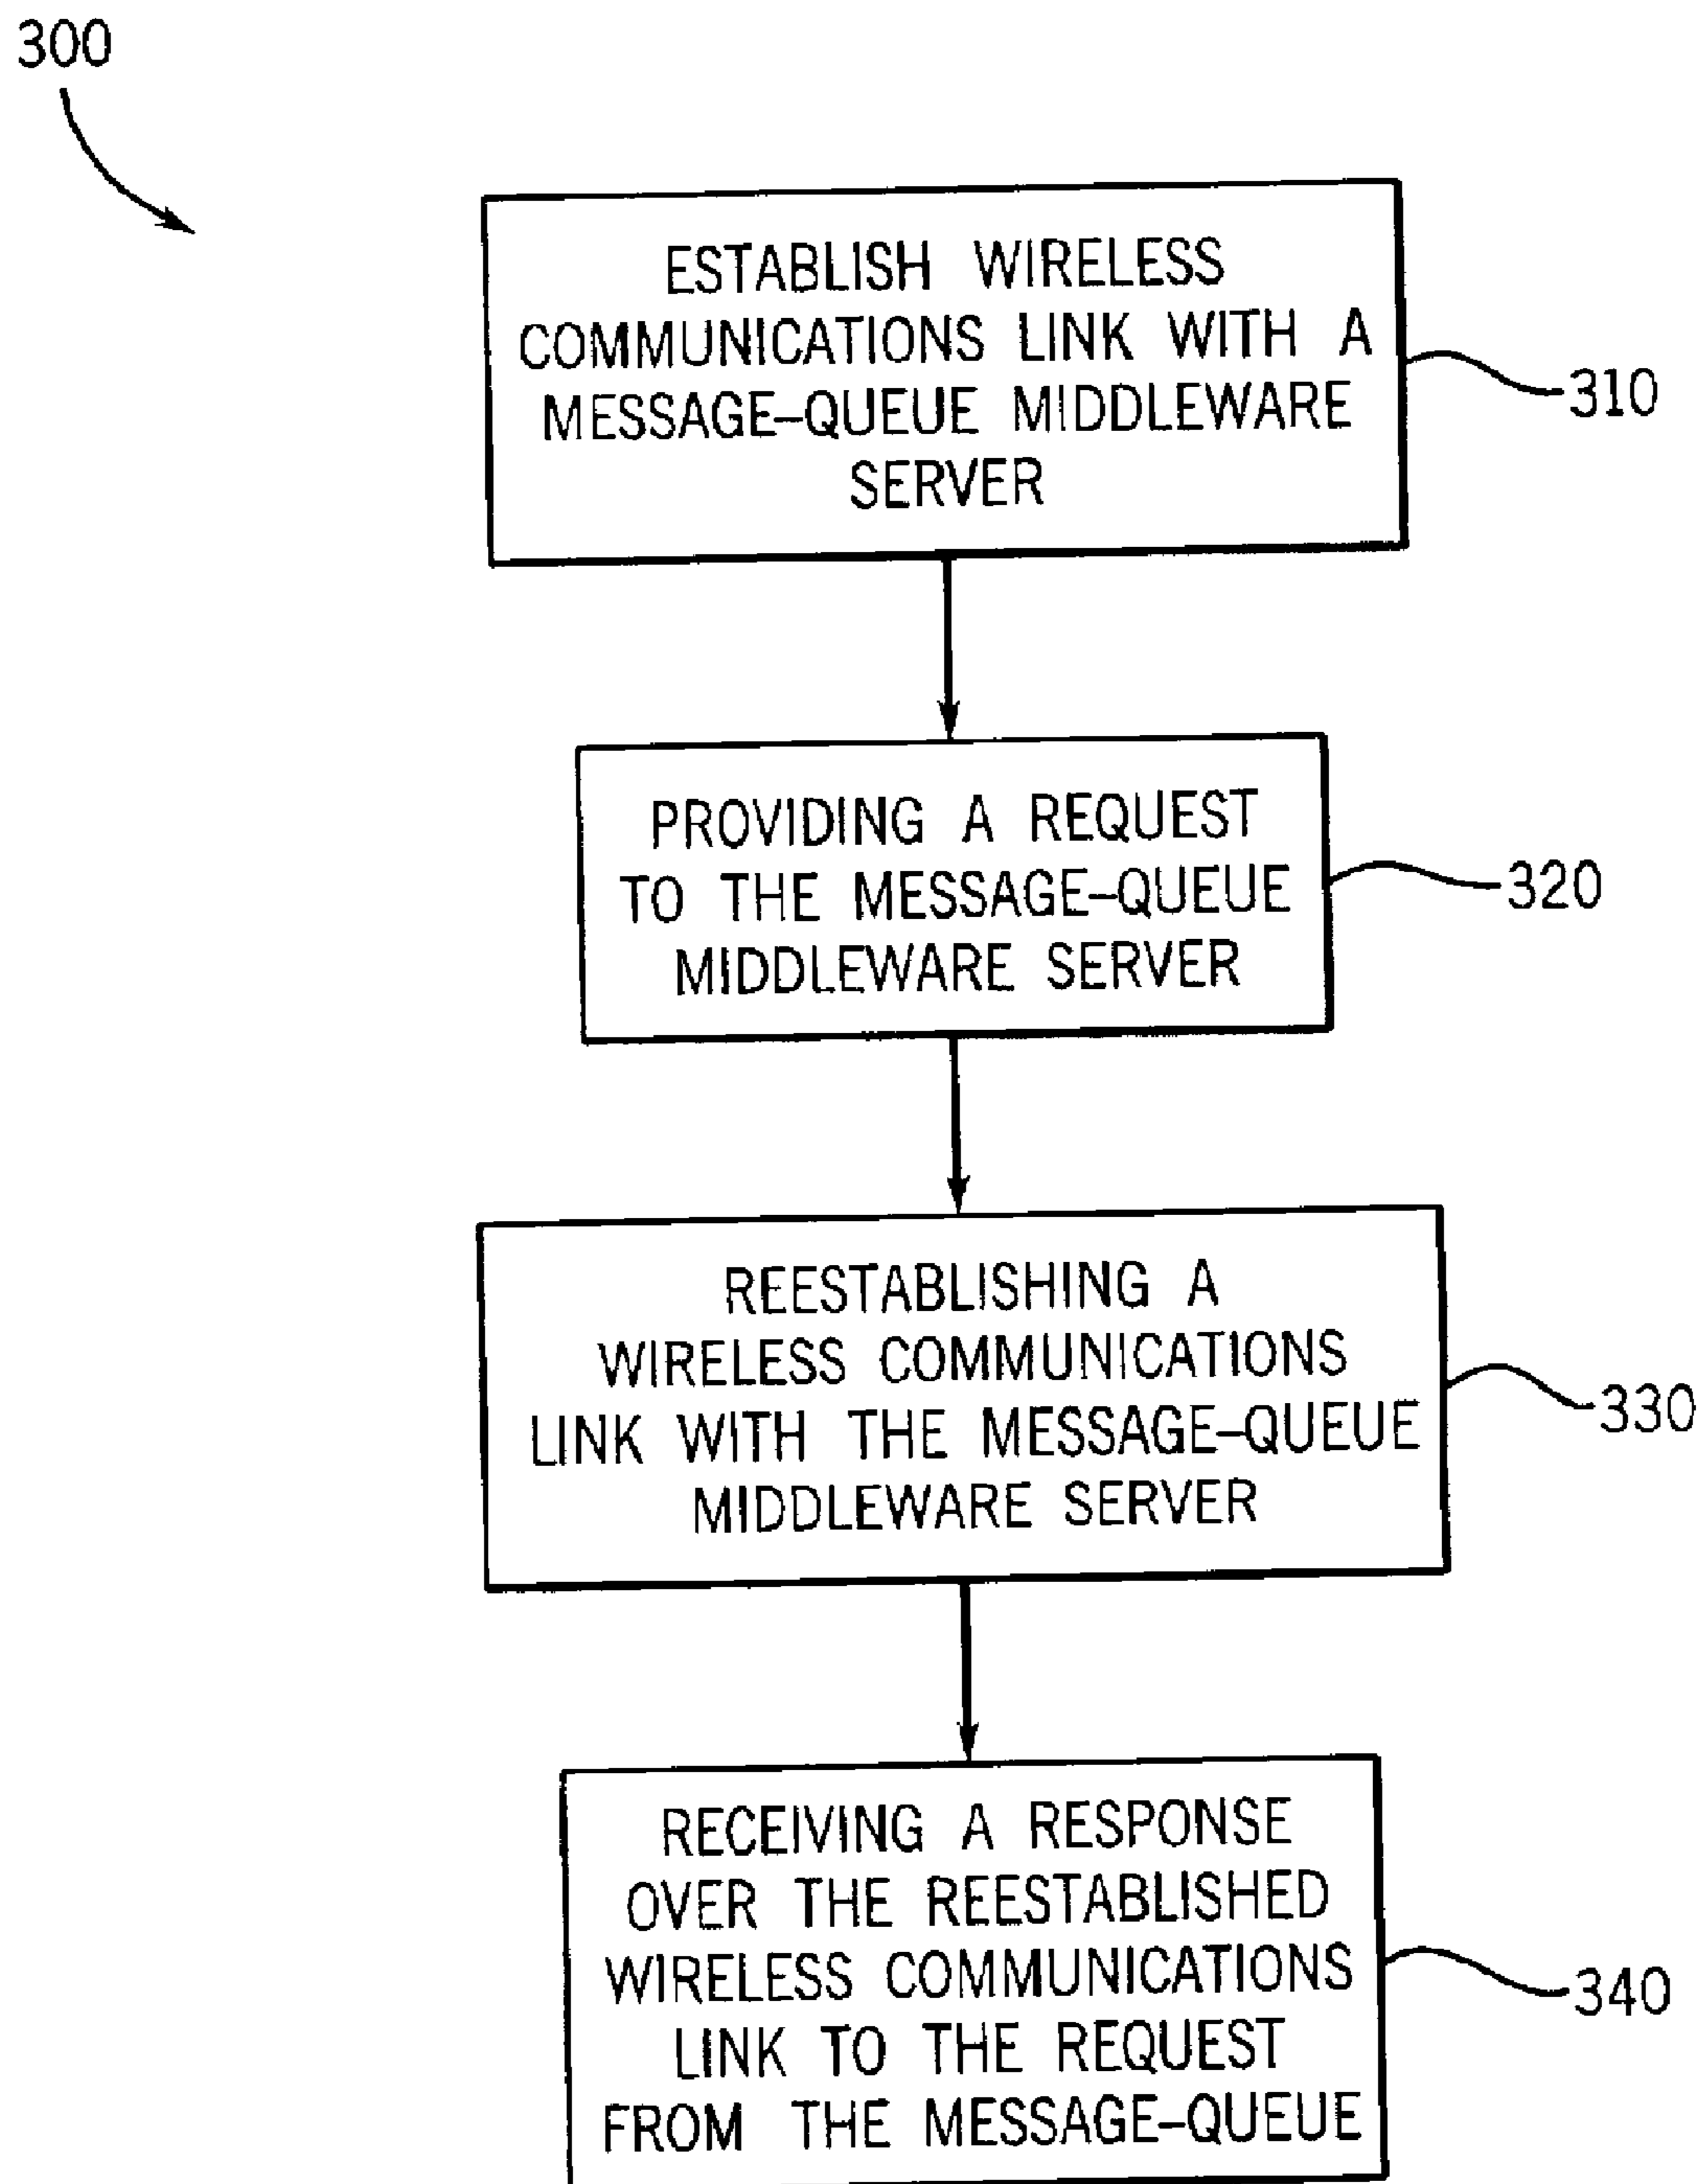 300
ESTABLISH WIRELESS
COMMUNICATIONS LINK WITH A
MESSAGE-QUEUE MIDDLEWARE
SERVER
310
PROVIDING A REQUEST
TO THE MESSAGE-QUEUE
MIDDLEWARE SERVER
320
REESTABLISHING A
WIRELESS COMMUNICATIONS
LINK WITH THE MESSAGE-QUEUE
MIDDLEWARE SERVER
330
RECEIVING A RESPONSE
OVER THE REESTABLISHED
WIRELESS COMMUNICATIONS
LINK TO THE REQUEST
FROM THE MESSAGE-QUEUE
340